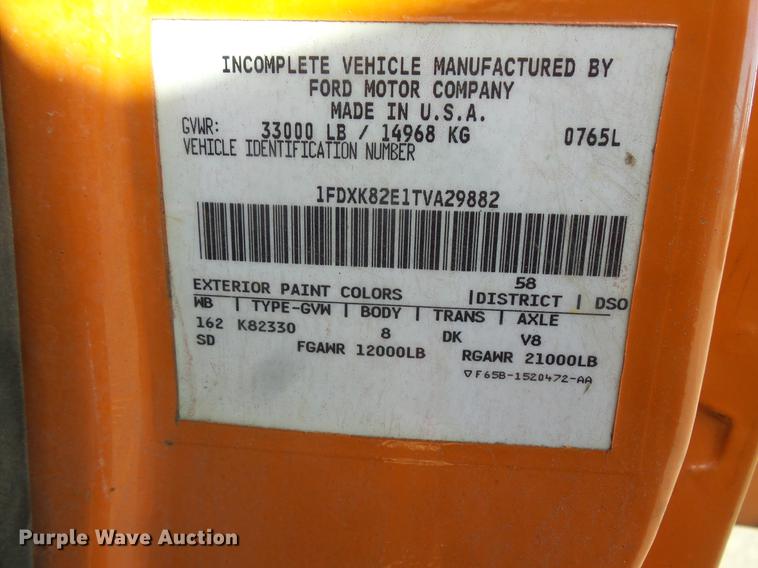 INCOMPLETE VEHICLE MANUFACTURED BY
FORD MOTOR COMPANY
MADE IN U.S.A.
GVWR: 33000 LB / 14968 KG 0765L
VEHICLE IDENTIFICATION NUMBER
1FDXK82E1TVA29882
58
EXTERIOR PAINT COLORS |DISTRICT | DSO
WB | TYPE-GVW | BODY | TRANS | AXLE
162 K82330 8 DK V8
SD FGAWR 12000LB RGAWR 21000LB
▽F65B-1520472-AA
Purple Wave Auction